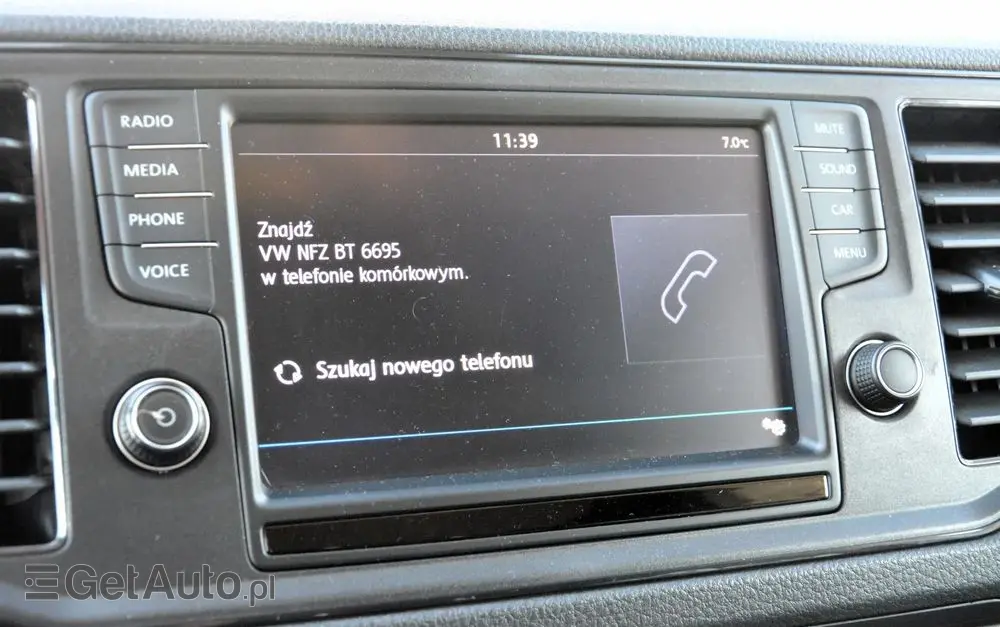 RADIO
MEDIA
PHONE
VOICE
11:39
7.0°C
Znajdź
VW NFZ BT 6695
w telefonie komórkowym.
Szukaj nowego telefonu
MUTE
SOUND
CAR
MENU
GetAuto.pl